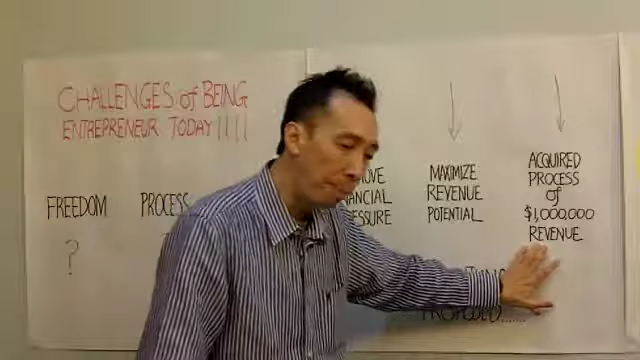 CHALLENGES of BEING
ENTREPRENEUR TODAY !!!!
FREEDOM
?
PROCESS
MAXIMIZE
REVENUE
POTENTIAL
ACQUIRED
PROCESS
of
$1,000,000
REVENUE